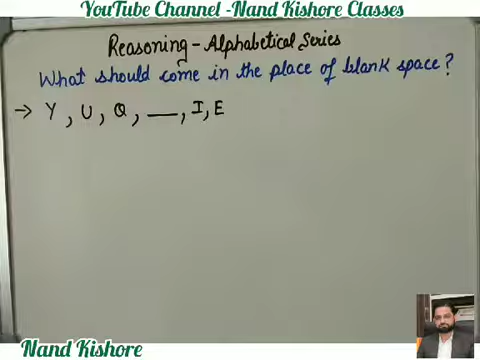 YouTube Channel -Nand Kishore Classes
Reasoning - Alphabetical Series
What should come in the place of blank space?
→ Y, U, Q, __, I, E
Nand Kishore